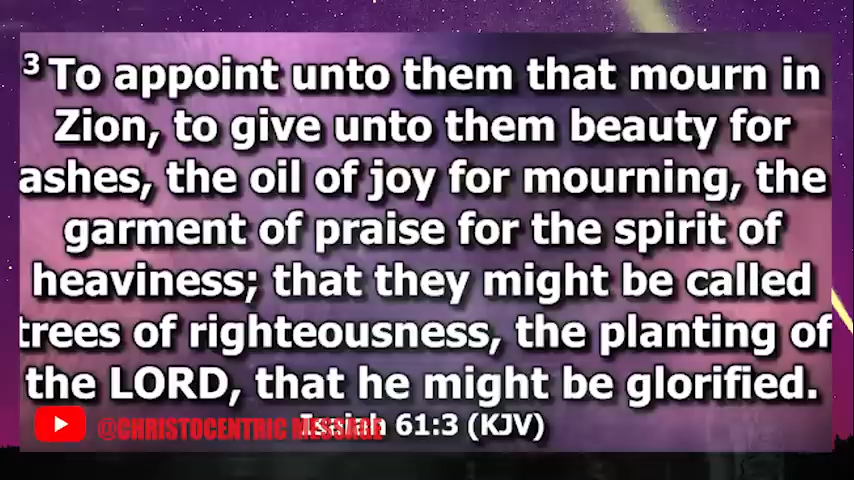 3 To appoint unto them that mourn in
Zion, to give unto them beauty for
ashes, the oil of joy for mourning, the
garment of praise for the spirit of
heaviness; that they might be called
trees of righteousness, the planting of
the LORD, that he might be glorified.
Isaiah 61:3 (KJV)
@CHRISTOCENTRIC MESSAGE